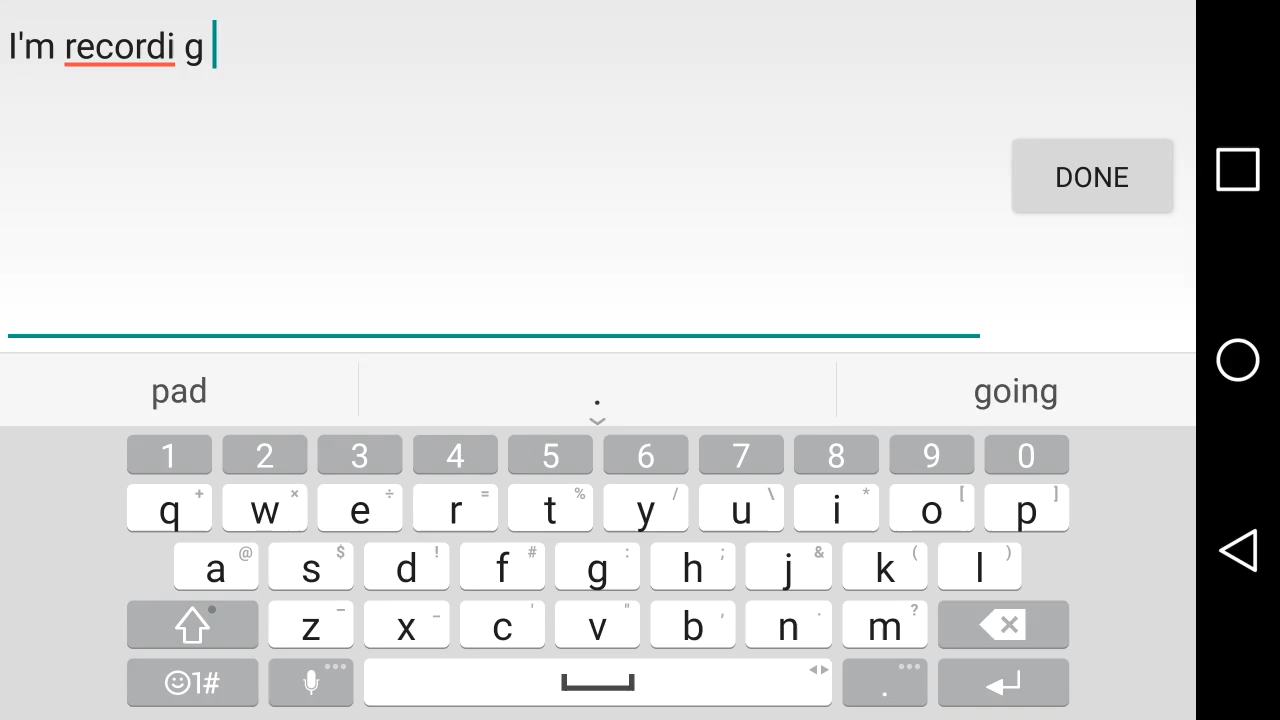 I'm recordi g
DONE
pad . going
1 2 3 4 5 6 7 8 9 0
q + w × e ÷ r = t % y / u \ i * o [ p ]
a @ s $ d ! f # g : h ; j & k ( l )
z – x _ c ' v " b , n . m ?
1# .